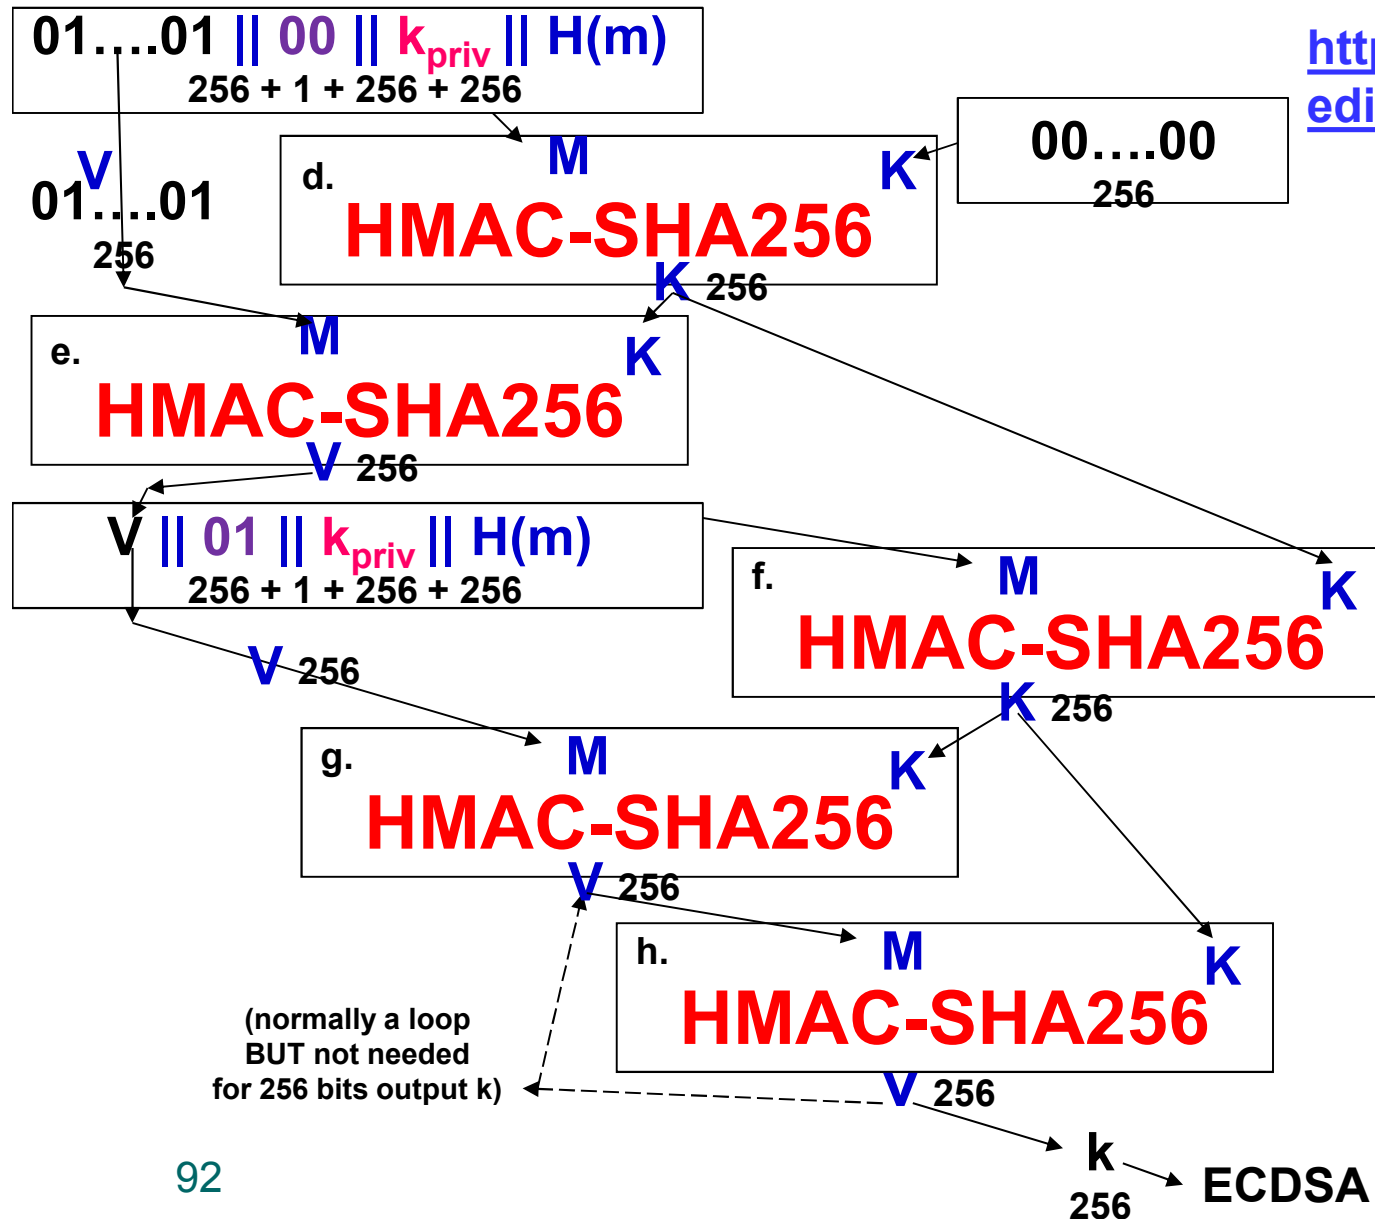 01….01 || 00 || kpriv || H(m)
256 + 1 + 256 + 256
http
edi
00….00
256
V
01….01
256
d.
M
K
HMAC-SHA256
K 256
e.
M
K
HMAC-SHA256
V 256
V || 01 || kpriv || H(m)
256 + 1 + 256 + 256
f.
M
K
HMAC-SHA256
K 256
V 256
g.
M
K
HMAC-SHA256
V 256
h.
M
K
HMAC-SHA256
V 256
(normally a loop
BUT not needed
for 256 bits output k)
k
256
ECDSA
92